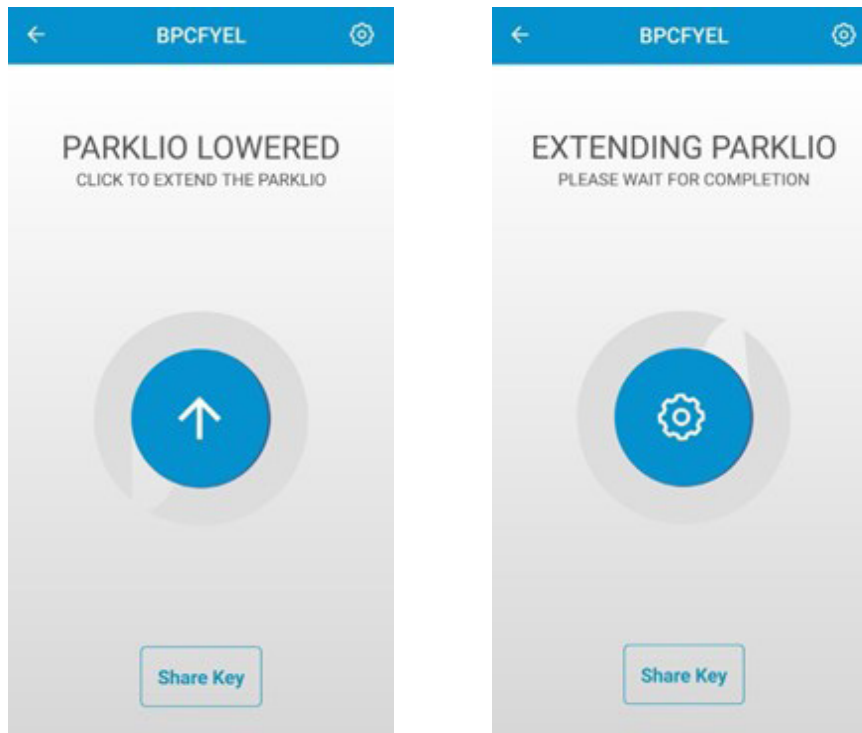 BPCFYEL
PARKLIO LOWERED
CLICK TO EXTEND THE PARKLIO
Share Key
BPCFYEL
EXTENDING PARKLIO
PLEASE WAIT FOR COMPLETION
Share Key